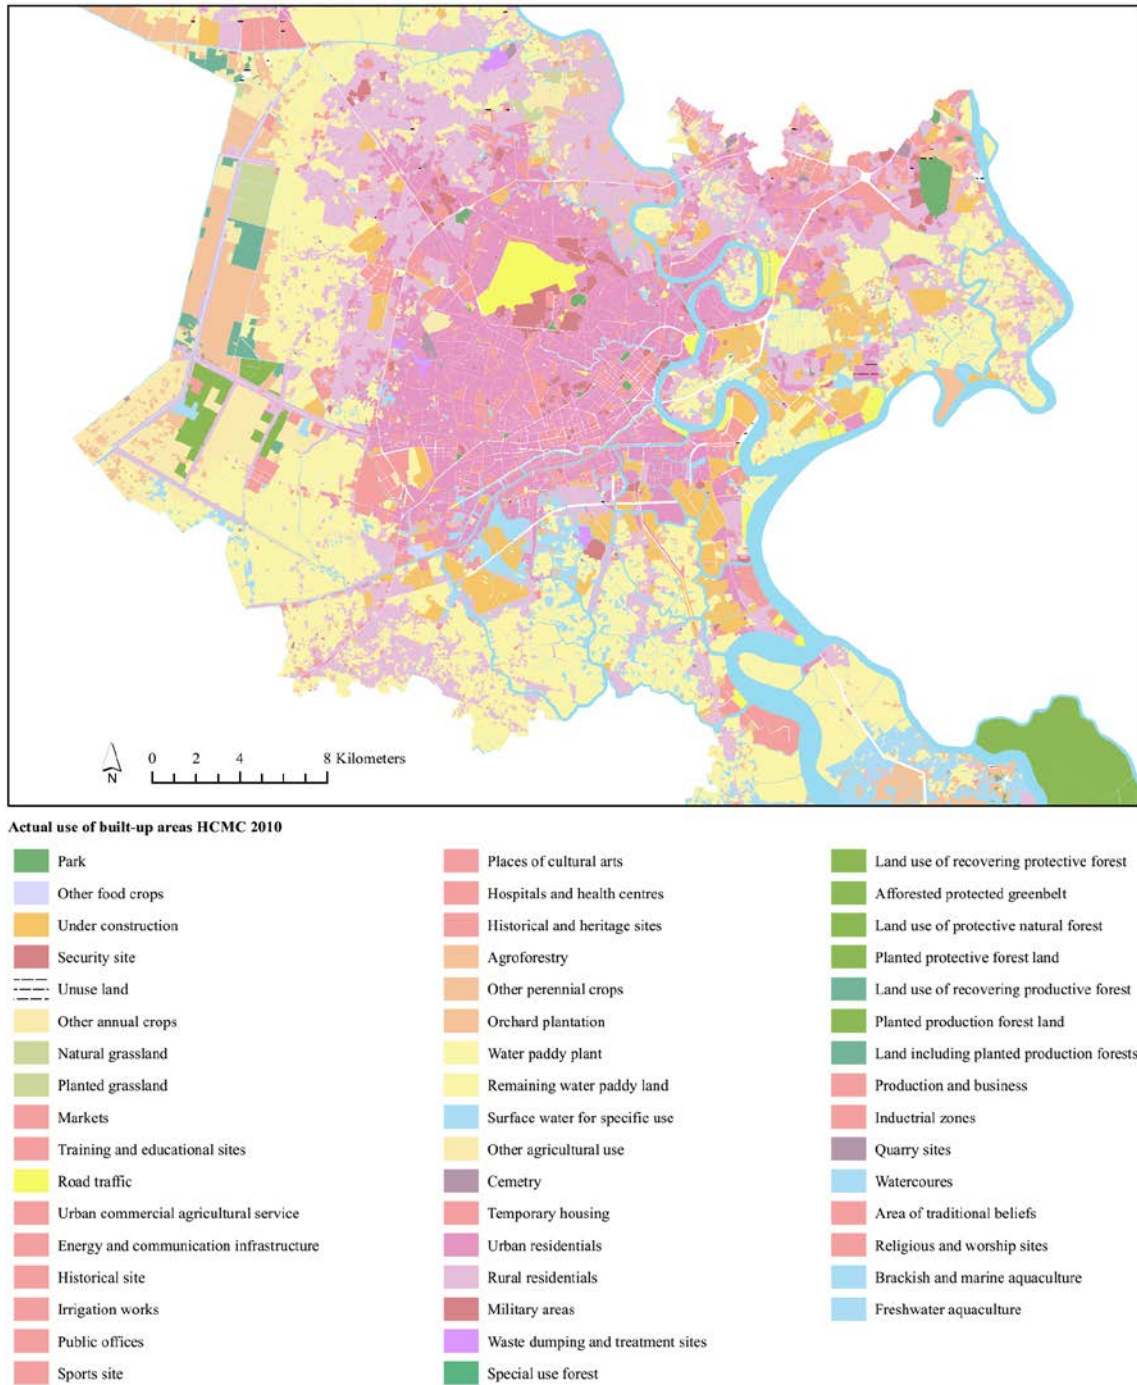 N
0 2 4 8 Kilometers
Actual use of built-up areas HCMC 2010
Park
Other food crops
Under construction
Security site
Unuse land
Other annual crops
Natural grassland
Planted grassland
Markets
Training and educational sites
Road traffic
Urban commercial agricultural service
Energy and communication infrastructure
Historical site
Irrigation works
Public offices
Sports site
Places of cultural arts
Hospitals and health centres
Historical and heritage sites
Agroforestry
Other perennial crops
Orchard plantation
Water paddy plant
Remaining water paddy land
Surface water for specific use
Other agricultural use
Cemetry
Temporary housing
Urban residentials
Rural residentials
Military areas
Waste dumping and treatment sites
Special use forest
Land use of recovering protective forest
Afforested protected greenbelt
Land use of protective natural forest
Planted protective forest land
Land use of recovering productive forest
Planted production forest land
Land including planted production forests
Production and business
Industrial zones
Quarry sites
Watercoures
Area of traditional beliefs
Religious and worship sites
Brackish and marine aquaculture
Freshwater aquaculture